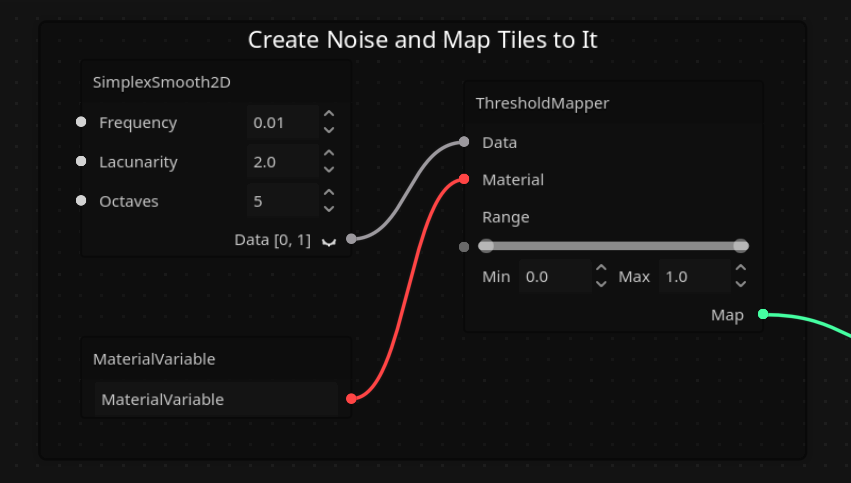 Create Noise and Map Tiles to It
SimplexSmooth2D
Frequency 0.01
Lacunarity 2.0
Octaves 5
Data [0, 1]
ThresholdMapper
Data
Material
Range
Min 0.0 Max 1.0
Map
MaterialVariable
MaterialVariable